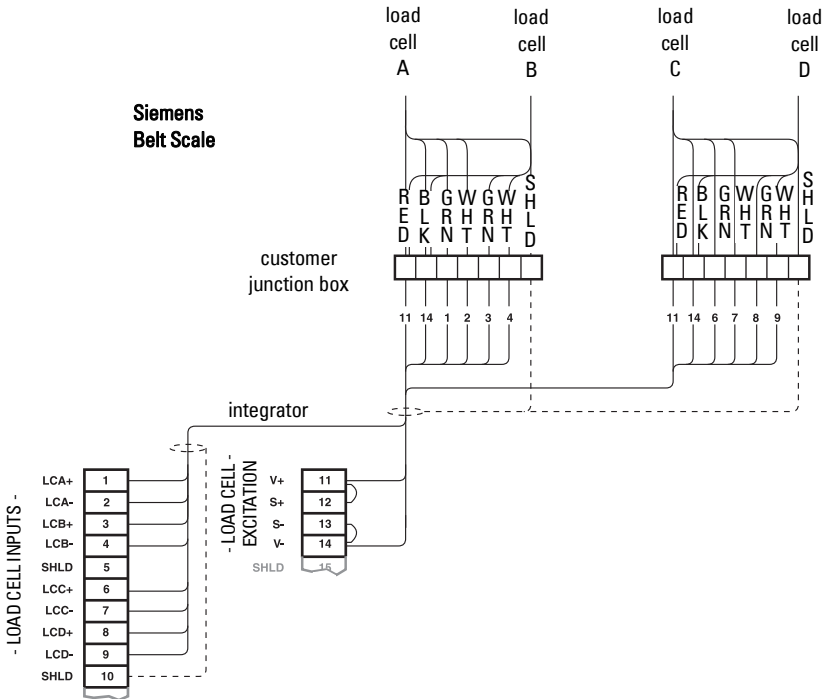 load cell A
load cell B
load cell C
load cell D
Siemens
Belt Scale
RED BLK GRN WHT GRN WHT SHLD
RED BLK GRN WHT GRN WHT SHLD
customer
junction box
11 14 1 2 3 4
11 14 6 7 8 9
integrator
- LOAD CELL INPUTS -
LCA+ 1
LCA- 2
LCB+ 3
LCB- 4
SHLD 5
LCC+ 6
LCC- 7
LCD+ 8
LCD- 9
SHLD 10
- LOAD CELL -
EXCITATION
V+ 11
S+ 12
S- 13
V- 14
SHLD 15